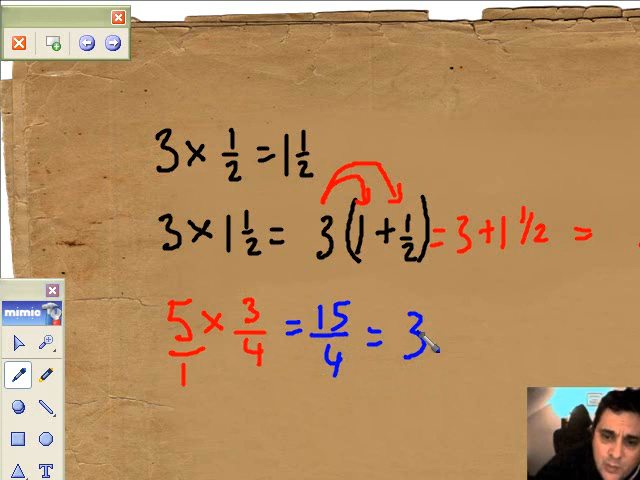 3 × 1/2 = 1 1/2
3 × 1 1/2 = 3 (1 + 1/2) = 3 + 1 1/2 =
5/1 × 3/4 = 15/4 = 3
mimio
T